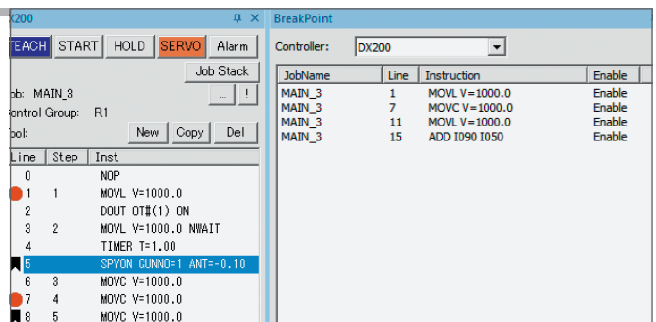 X200
BreakPoint
TEACH START HOLD SERVO Alarm
Job Stack
ob: MAIN_3 ... !
ontrol Group: R1
ool: New Copy Del
Line Step Inst
0 NOP
1 1 MOVL V=1000.0
2 DOUT OT#(1) ON
3 2 MOVL V=1000.0 NWAIT
4 TIMER T=1.00
5 SPYON GUNNO=1 ANT=-0.10
6 3 MOVC V=1000.0
7 4 MOVC V=1000.0
8 5 MOVC V=1000.0
Controller: DX200
JobName Line Instruction Enable
MAIN_3 1 MOVL V=1000.0 Enable
MAIN_3 7 MOVC V=1000.0 Enable
MAIN_3 11 MOVL V=1000.0 Enable
MAIN_3 15 ADD I090 I050 Enable